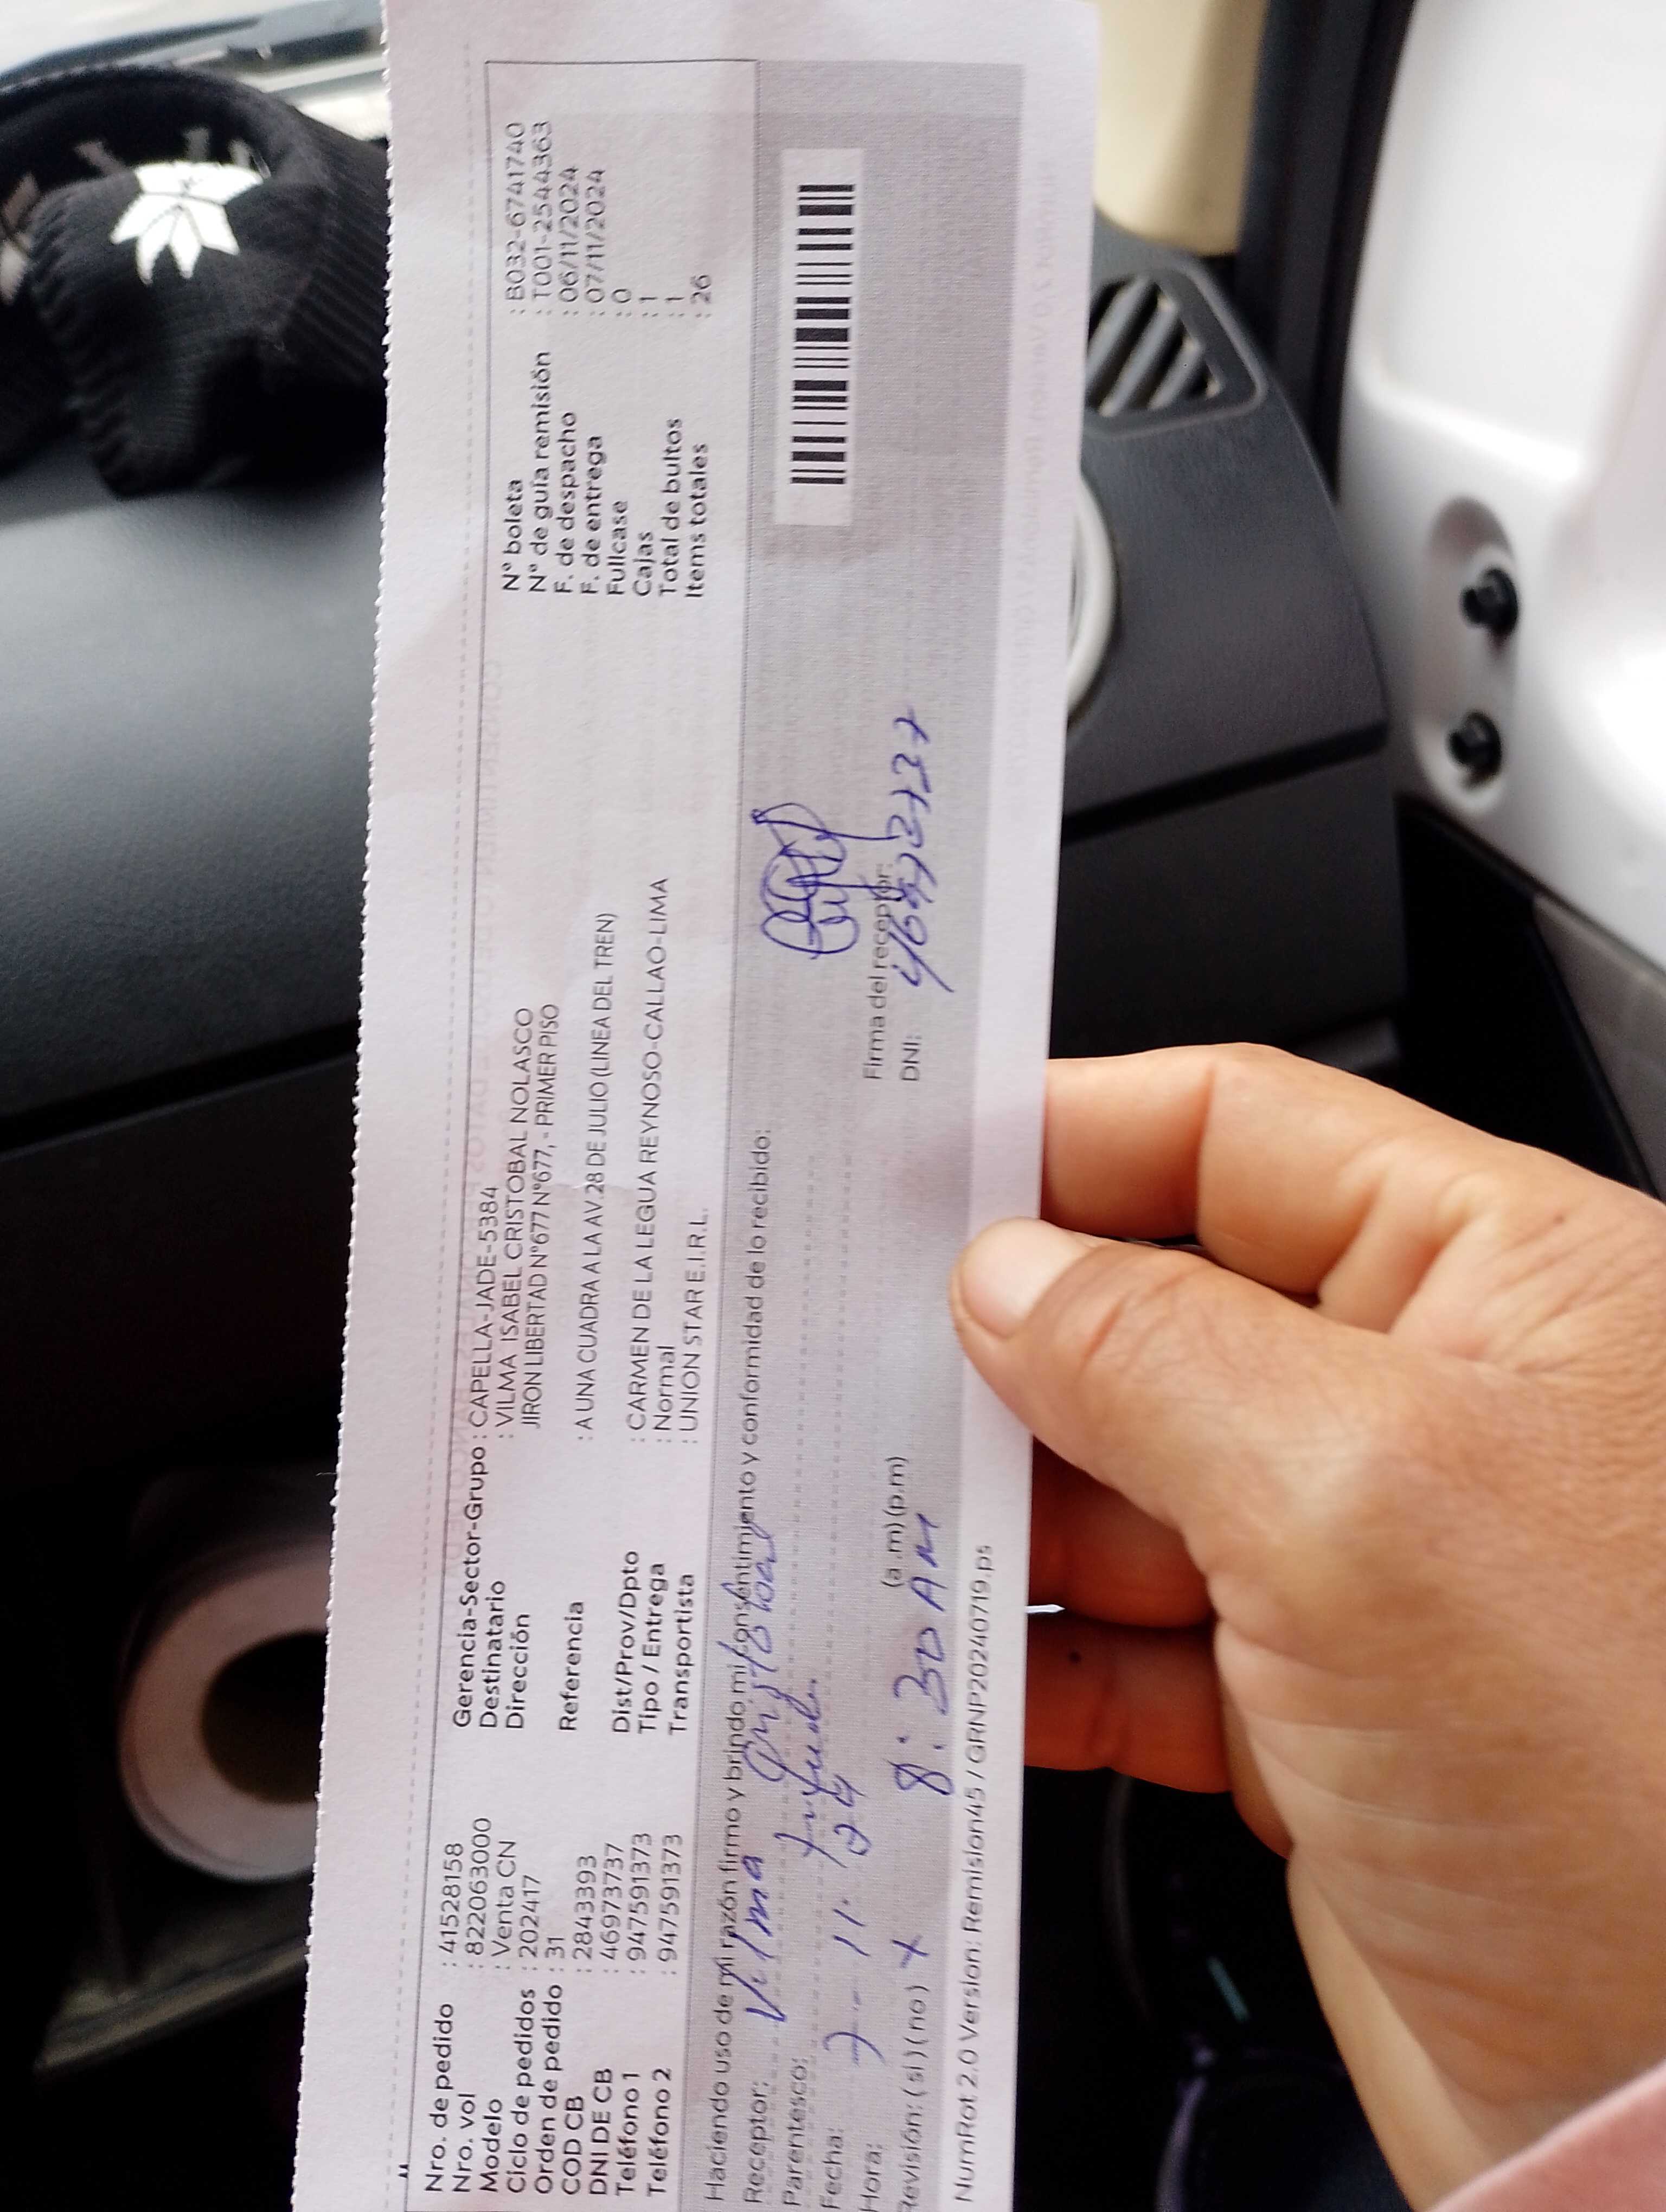 Nro. de pedido : 41528158
Nro. vol : 8222063000
Modelo : Venta CN
Ciclo de pedidos : 202417
Orden de pedido : 31
COD CB : 2843393
DNI DE CB : 46973737
Teléfono 1 : 947591373
Teléfono 2 : 947591373
Gerencia-Sector-Grupo : CAPELLA-JADE-5384
Destinatario : VILMA ISABEL CRISTOBAL NOLASCO
Dirección JIRON LIBERTAD N°677 N°677, - PRIMER PISO
Referencia : A UNA CUADRA A LA AV.28 DE JULIO (LINEA DEL TREN)
Dist/Prov/Dpto : CARMEN DE LA LEGUA REYNOSO-CALLAO-LIMA
Tipo / Entrega : Normal
Transportista : UNION STAR E.I.R.L.
N° boleta : B032-6741740
N° de guía remisión : T001-2544363
F. de despacho : 06/11/2024
F. de entrega : 07/11/2024
Fullcase : 0
Cajas : 1
Total de bultos : 1
Items totales : 26
Haciendo uso de mi razón firmo y brindo mi consentimiento y conformidad de lo recibido:
Receptor: Vilma Cristobal
Parentesco: Titular
Fecha: 7-11-24
Hora: 8:30 AM (a.m) (p.m)
Revisión: (si) (no) X
Firma del receptor:
DNI: 46973737
NumRot 2.0 Version: Remision45 / GRNP20240719.ps